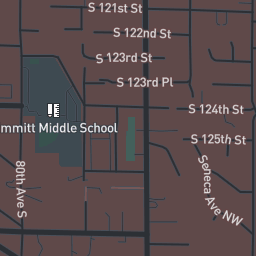 S 121st St
S 122nd St
S 123rd St
S 123rd Pl
S 124th St
mmitt Middle School
S 125th St
80th Ave S
Seneca Ave NW